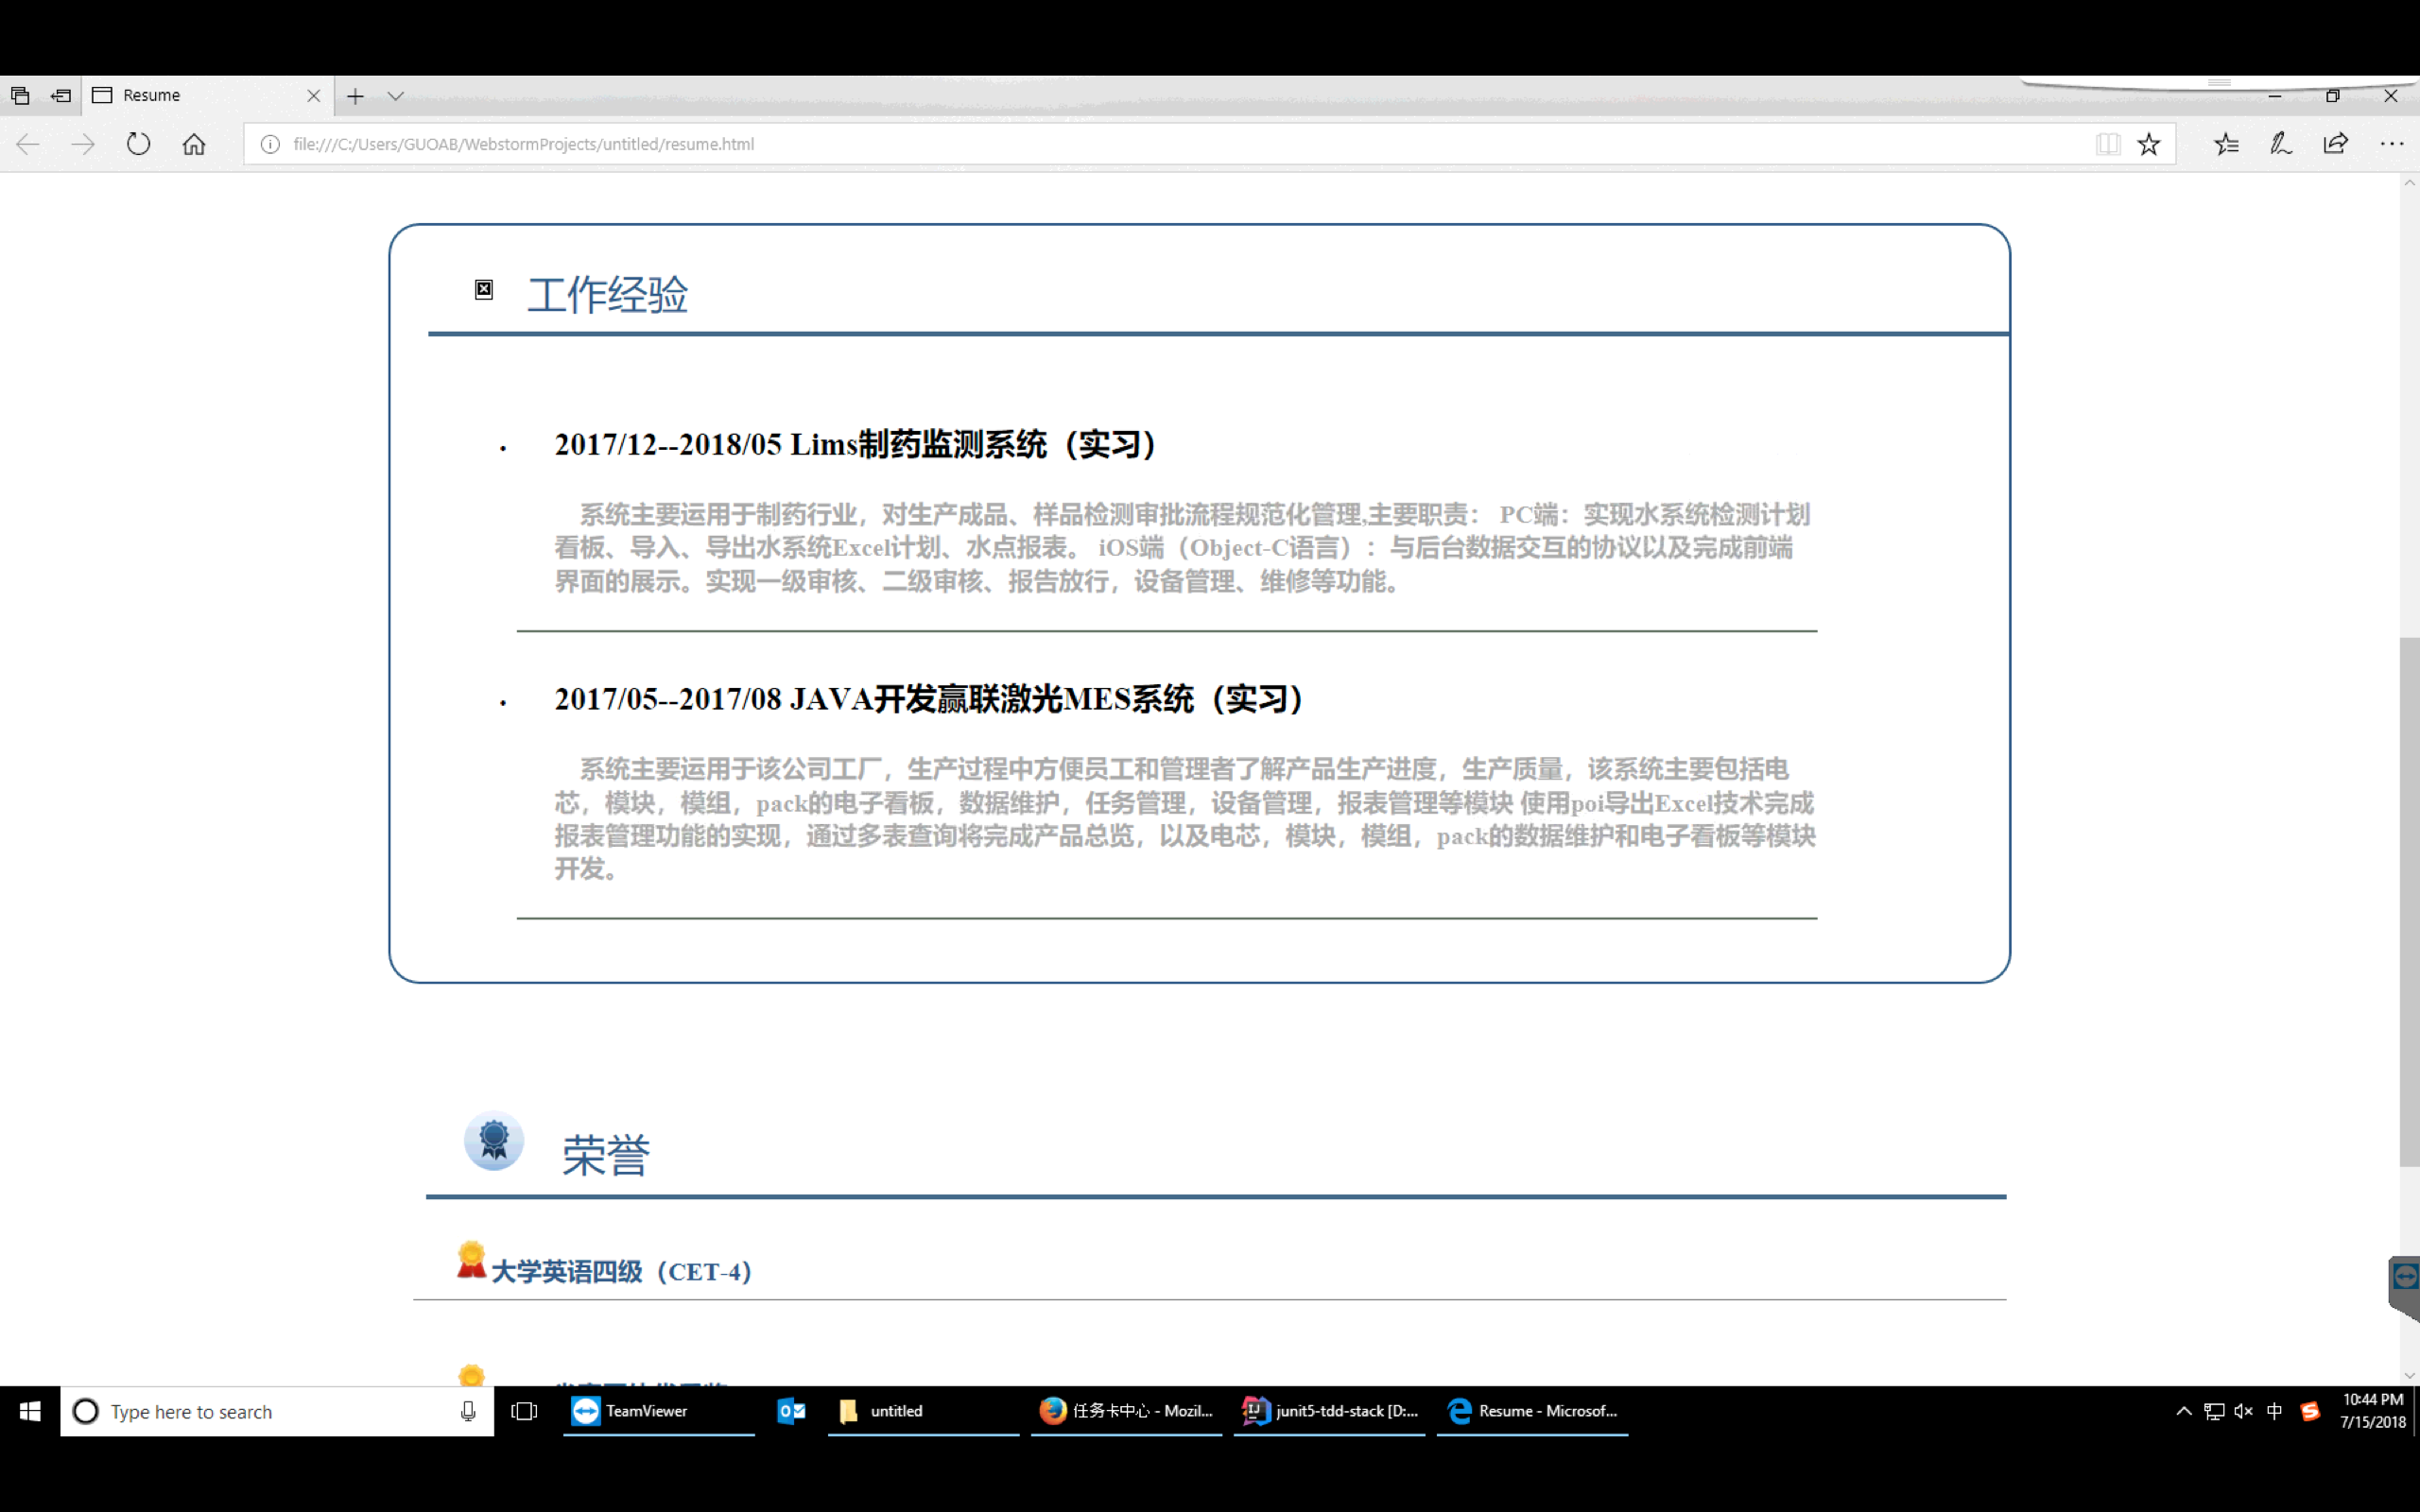 Resume
file:///C:/Users/GUOAB/WebstormProjects/untitled/resume.html
工作经验
2017/12--2018/05 Lims制药监测系统（实习）
系统主要运用于制药行业，对生产成品、样品检测审批流程规范化管理,主要职责： PC端：实现水系统检测计划
看板、导入、导出水系统Excel计划、水点报表。 iOS端（Object-C语言）：与后台数据交互的协议以及完成前端
界面的展示。实现一级审核、二级审核、报告放行，设备管理、维修等功能。
2017/05--2017/08 JAVA开发赢联激光MES系统（实习）
系统主要运用于该公司工厂，生产过程中方便员工和管理者了解产品生产进度，生产质量，该系统主要包括电
芯，模块，模组，pack的电子看板，数据维护，任务管理，设备管理，报表管理等模块 使用poi导出Excel技术完成
报表管理功能的实现，通过多表查询将完成产品总览，以及电芯，模块，模组，pack的数据维护和电子看板等模块
开发。
荣誉
大学英语四级（CET-4）
Type here to search
TeamViewer
untitled
任务卡中心 - Mozil...
junit5-tdd-stack [D:...
Resume - Microsof...
中
10:44 PM
7/15/2018